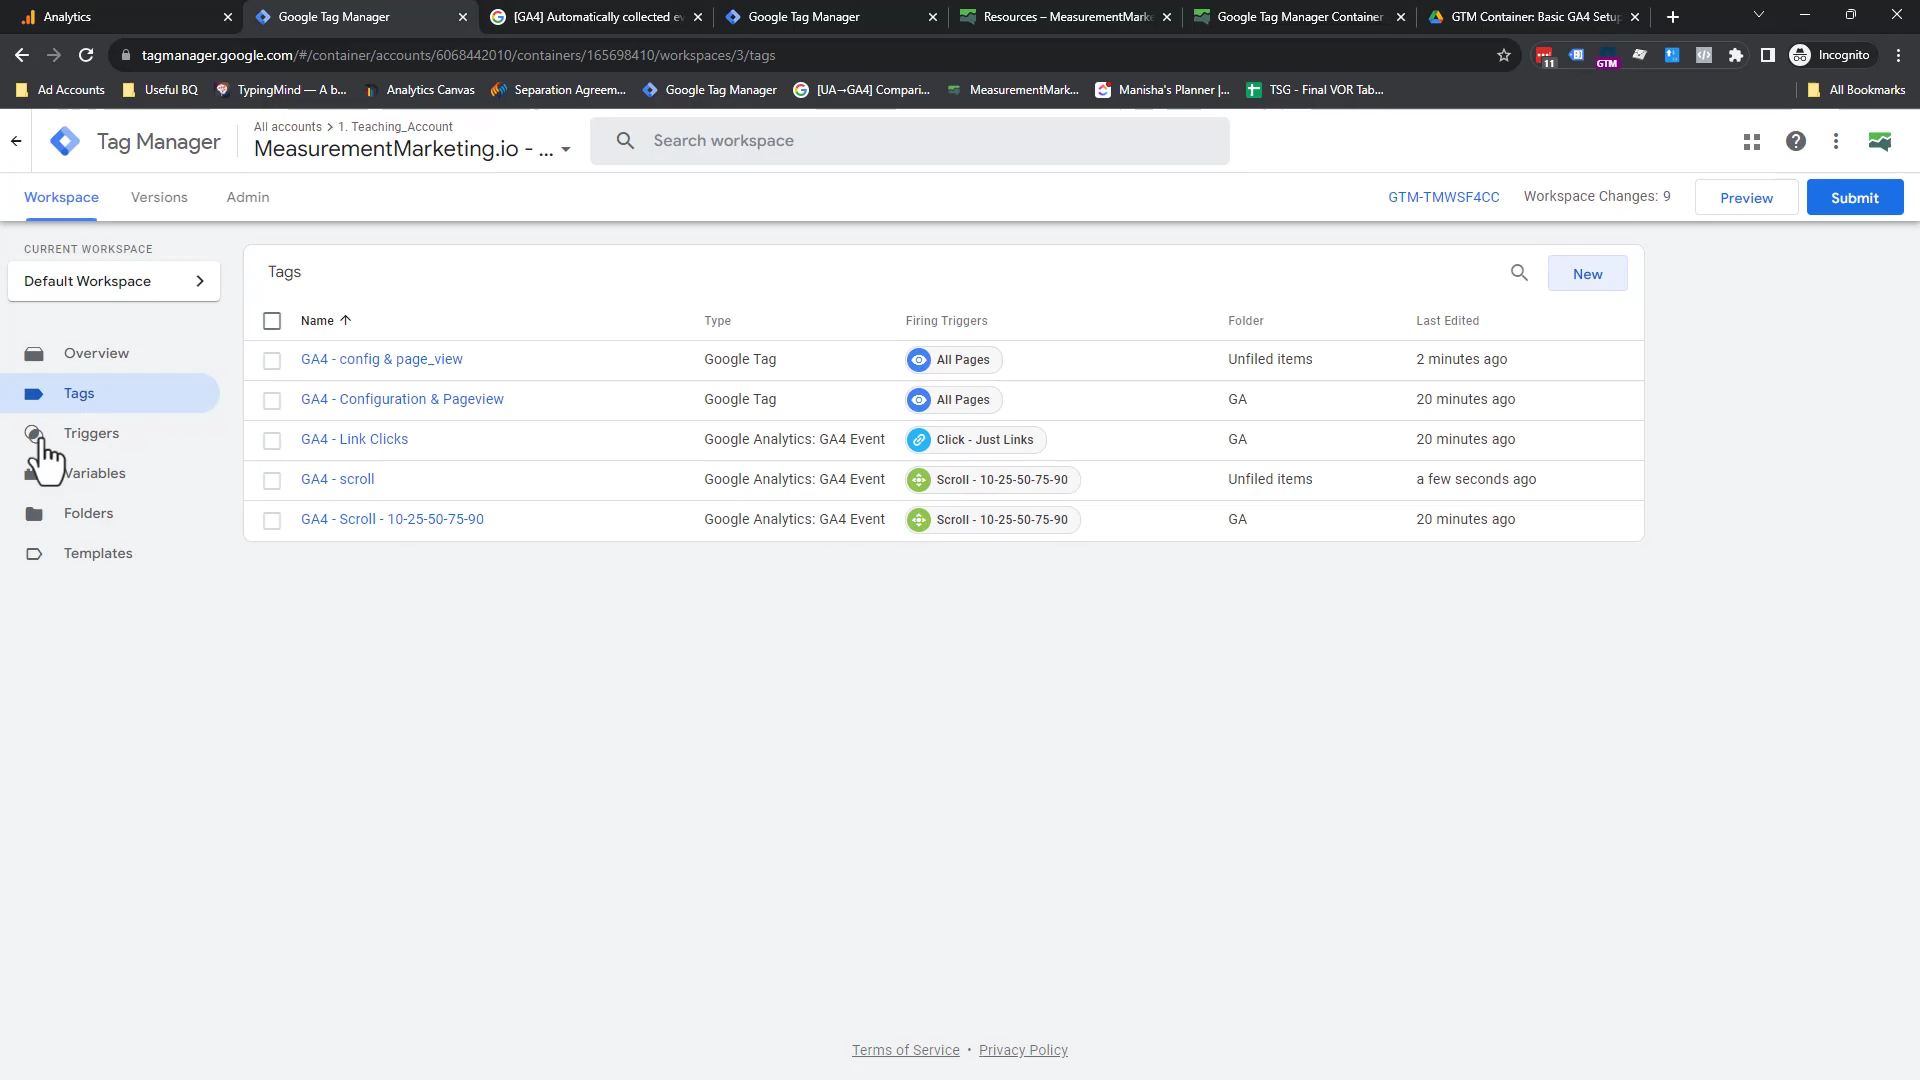 Analytics
Google Tag Manager
[GA4] Automatically collected ev
Google Tag Manager
Resources – MeasurementMarke
Google Tag Manager Container
GTM Container: Basic GA4 Setup
tagmanager.google.com/#/container/accounts/6068442010/containers/165698410/workspaces/3/tags
11
GTM
Incognito
Ad Accounts
Useful BQ
TypingMind — A b...
Analytics Canvas
Separation Agreem...
Google Tag Manager
[UA→GA4] Compari...
MeasurementMark...
Manisha's Planner |...
TSG - Final VOR Tab...
All Bookmarks
Tag Manager
All accounts > 1. Teaching_Account
MeasurementMarketing.io - ...
Search workspace
Workspace
Versions
Admin
GTM-TMWSF4CC
Workspace Changes: 9
Preview
Submit
CURRENT WORKSPACE
Default Workspace
Overview
Tags
Triggers
Variables
Folders
Templates
Tags
New
Name Type Firing Triggers Folder Last Edited
GA4 - config & page_view Google Tag All Pages Unfiled items 2 minutes ago
GA4 - Configuration & Pageview Google Tag All Pages GA 20 minutes ago
GA4 - Link Clicks Google Analytics: GA4 Event Click - Just Links GA 20 minutes ago
GA4 - scroll Google Analytics: GA4 Event Scroll - 10-25-50-75-90 Unfiled items a few seconds ago
GA4 - Scroll - 10-25-50-75-90 Google Analytics: GA4 Event Scroll - 10-25-50-75-90 GA 20 minutes ago
Terms of Service • Privacy Policy